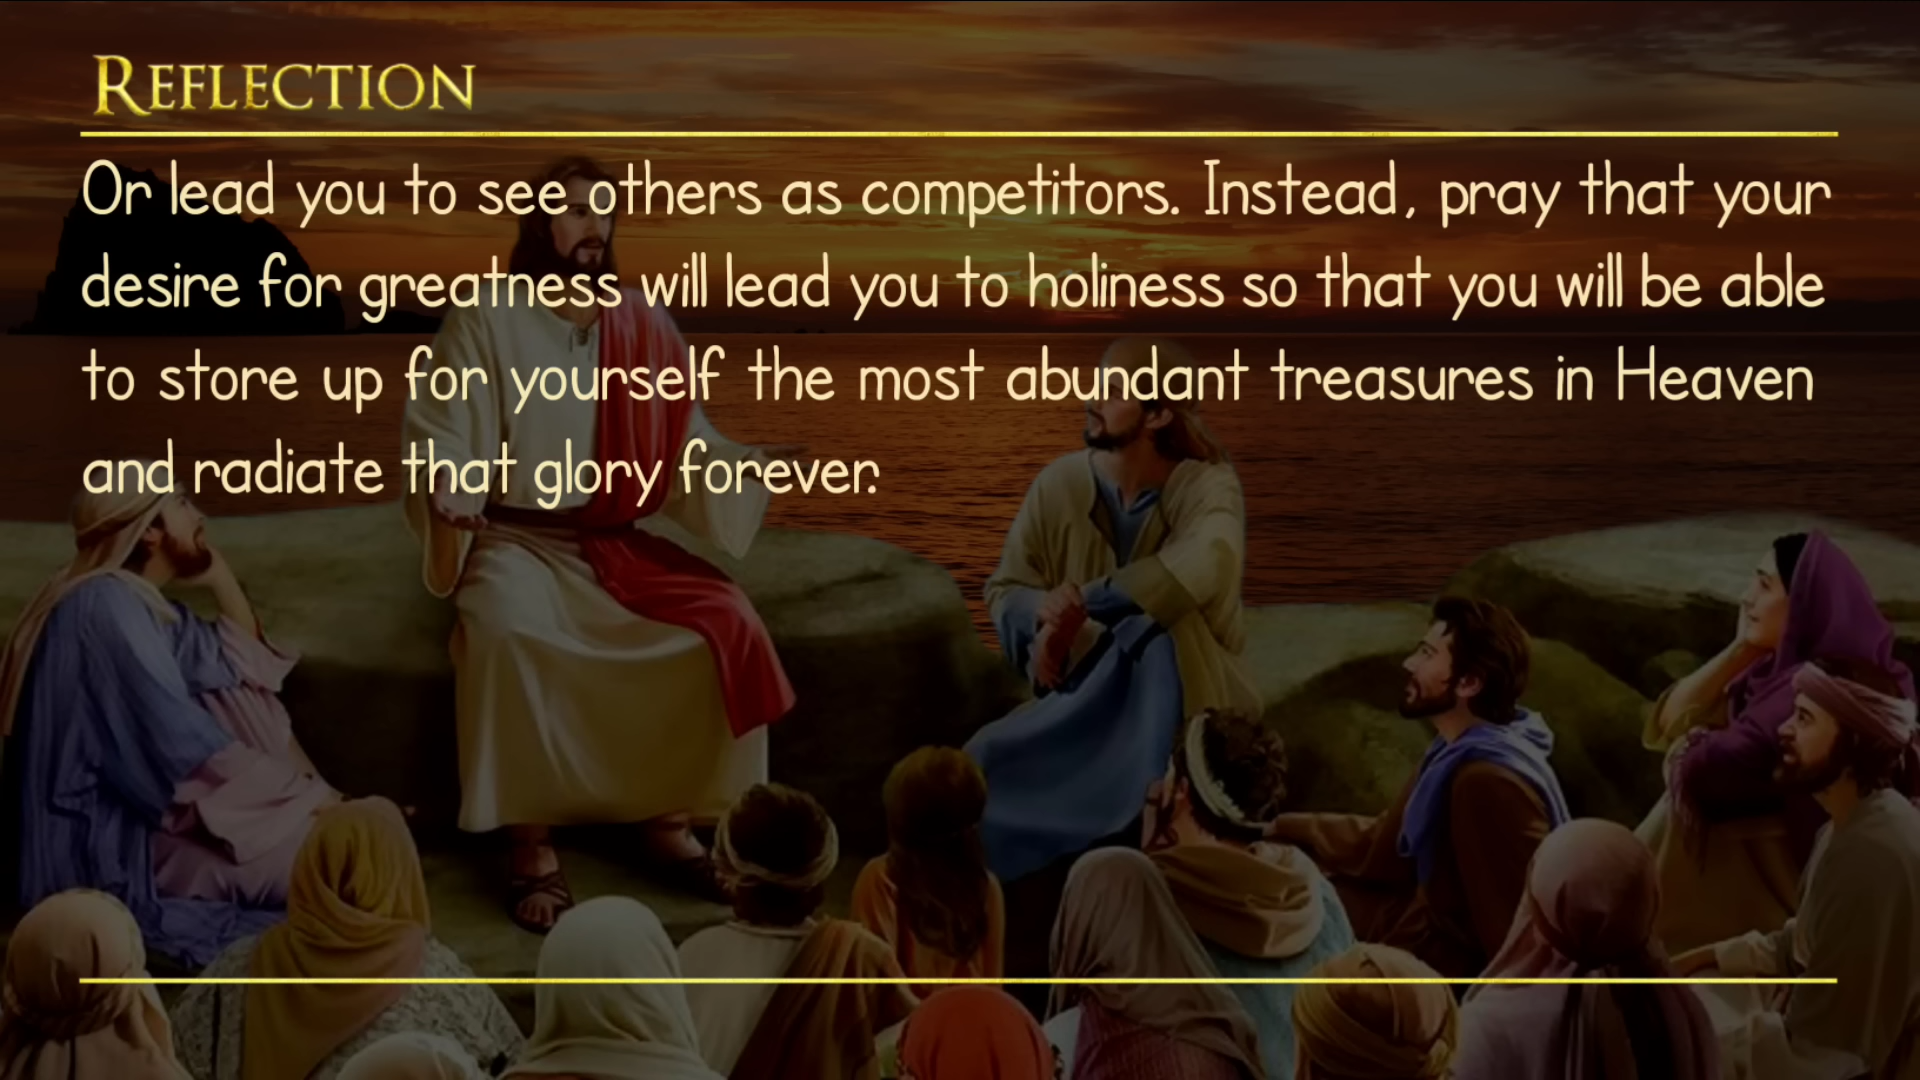 REFLECTION
Or lead you to see others as competitors. Instead, pray that your
desire for greatness will lead you to holiness so that you will be able
to store up for yourself the most abundant treasures in Heaven
and radiate that glory forever.